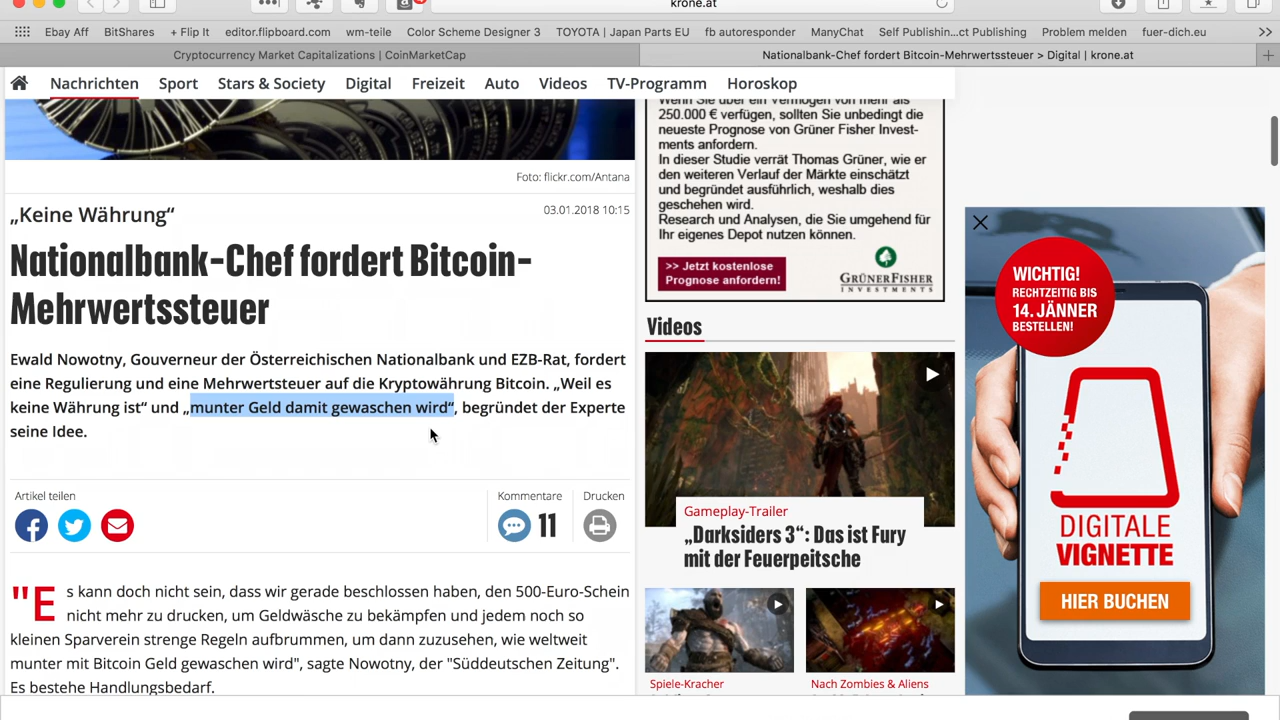 krone.at
Ebay Aff
BitShares
+ Flip It
editor.flipboard.com
wm-teile
Color Scheme Designer 3
TOYOTA | Japan Parts EU
fb autoresponder
ManyChat
Self Publishin...ct Publishing
Problem melden
fuer-dich.eu
>>
Cryptocurrency Market Capitalizations | CoinMarketCap
Nationalbank-Chef fordert Bitcoin-Mehrwertssteuer > Digital | krone.at
Nachrichten
Sport
Stars & Society
Digital
Freizeit
Auto
Videos
TV-Programm
Horoskop
Foto: flickr.com/Antana
„Keine Währung“
03.01.2018 10:15
Nationalbank-Chef fordert Bitcoin-
Mehrwertssteuer
Ewald Nowotny, Gouverneur der Österreichischen Nationalbank und EZB-Rat, fordert
eine Regulierung und eine Mehrwertsteuer auf die Kryptowährung Bitcoin. „Weil es
keine Währung ist“ und „munter Geld damit gewaschen wird“, begründet der Experte
seine Idee.
Artikel teilen
Kommentare
11
Drucken
"Es kann doch nicht sein, dass wir gerade beschlossen haben, den 500-Euro-Schein
nicht mehr zu drucken, um Geldwäsche zu bekämpfen und jedem noch so
kleinen Sparverein strenge Regeln aufbrummen, um dann zuzusehen, wie weltweit
munter mit Bitcoin Geld gewaschen wird", sagte Nowotny, der "Süddeutschen Zeitung".
Es bestehe Handlungsbedarf.
Wenn Sie über ein Vermögen von mehr als
250.000 € verfügen, sollten Sie unbedingt die
neueste Prognose von Grüner Fisher Invest-
ments anfordern.
In dieser Studie verrät Thomas Grüner, wie er
den weiteren Verlauf der Märkte einschätzt
und begründet ausführlich, weshalb dies
geschehen wird.
Research und Analysen, die Sie umgehend für
Ihr eigenes Depot nutzen können.
>> Jetzt kostenlose
Prognose anfordern!
GRÜNERFISHER
INVESTMENTS
Videos
Gameplay-Trailer
„Darksiders 3“: Das ist Fury
mit der Feuerpeitsche
Spiele-Kracher
Nach Zombies & Aliens
WICHTIG!
RECHTZEITIG BIS
14. JÄNNER
BESTELLEN!
DIGITALE
VIGNETTE
HIER BUCHEN